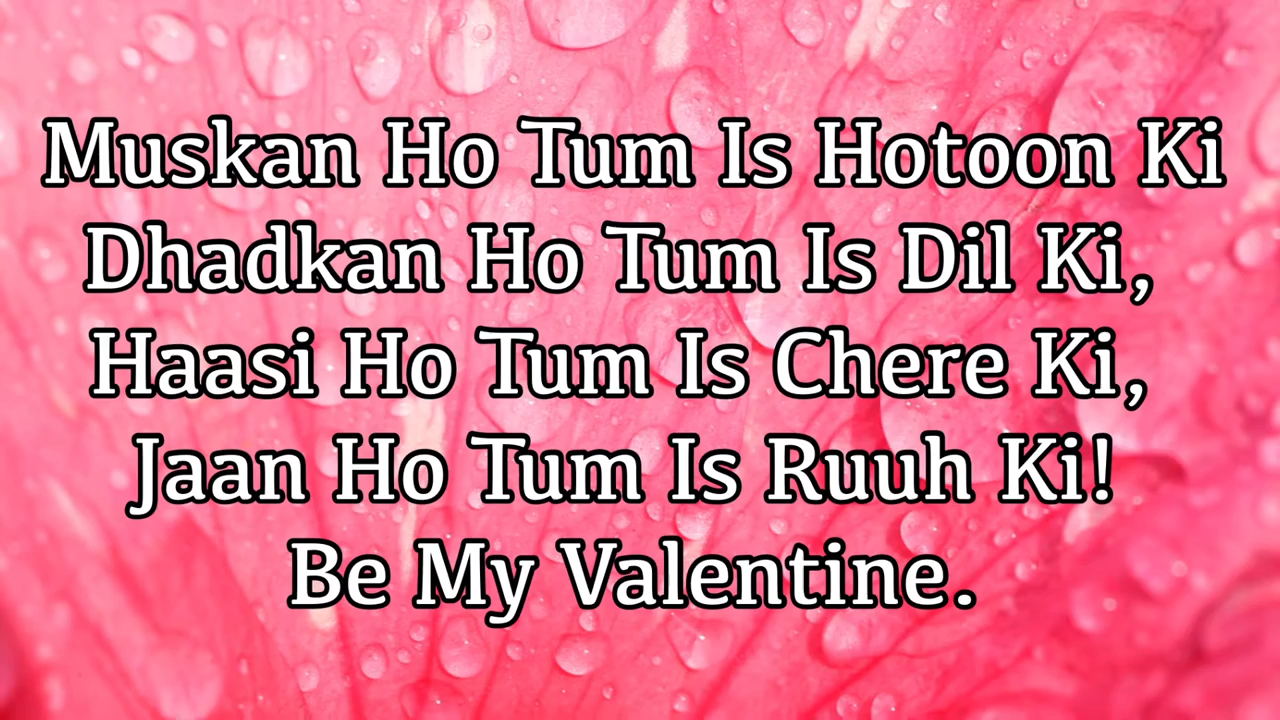 Muskan Ho Tum Is Hotoon Ki
Dhadkan Ho Tum Is Dil Ki,
Haasi Ho Tum Is Chere Ki,
Jaan Ho Tum Is Ruuh Ki!
Be My Valentine.